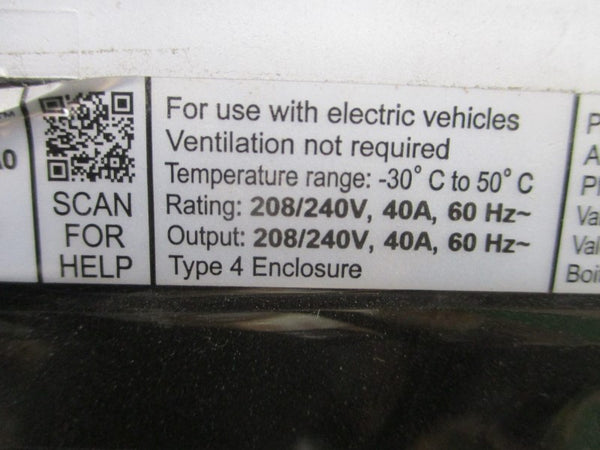 SCAN
FOR
HELP
For use with electric vehicles
Ventilation not required
Temperature range: -30° C to 50° C
Rating: 208/240V, 40A, 60 Hz~
Output: 208/240V, 40A, 60 Hz~
Type 4 Enclosure